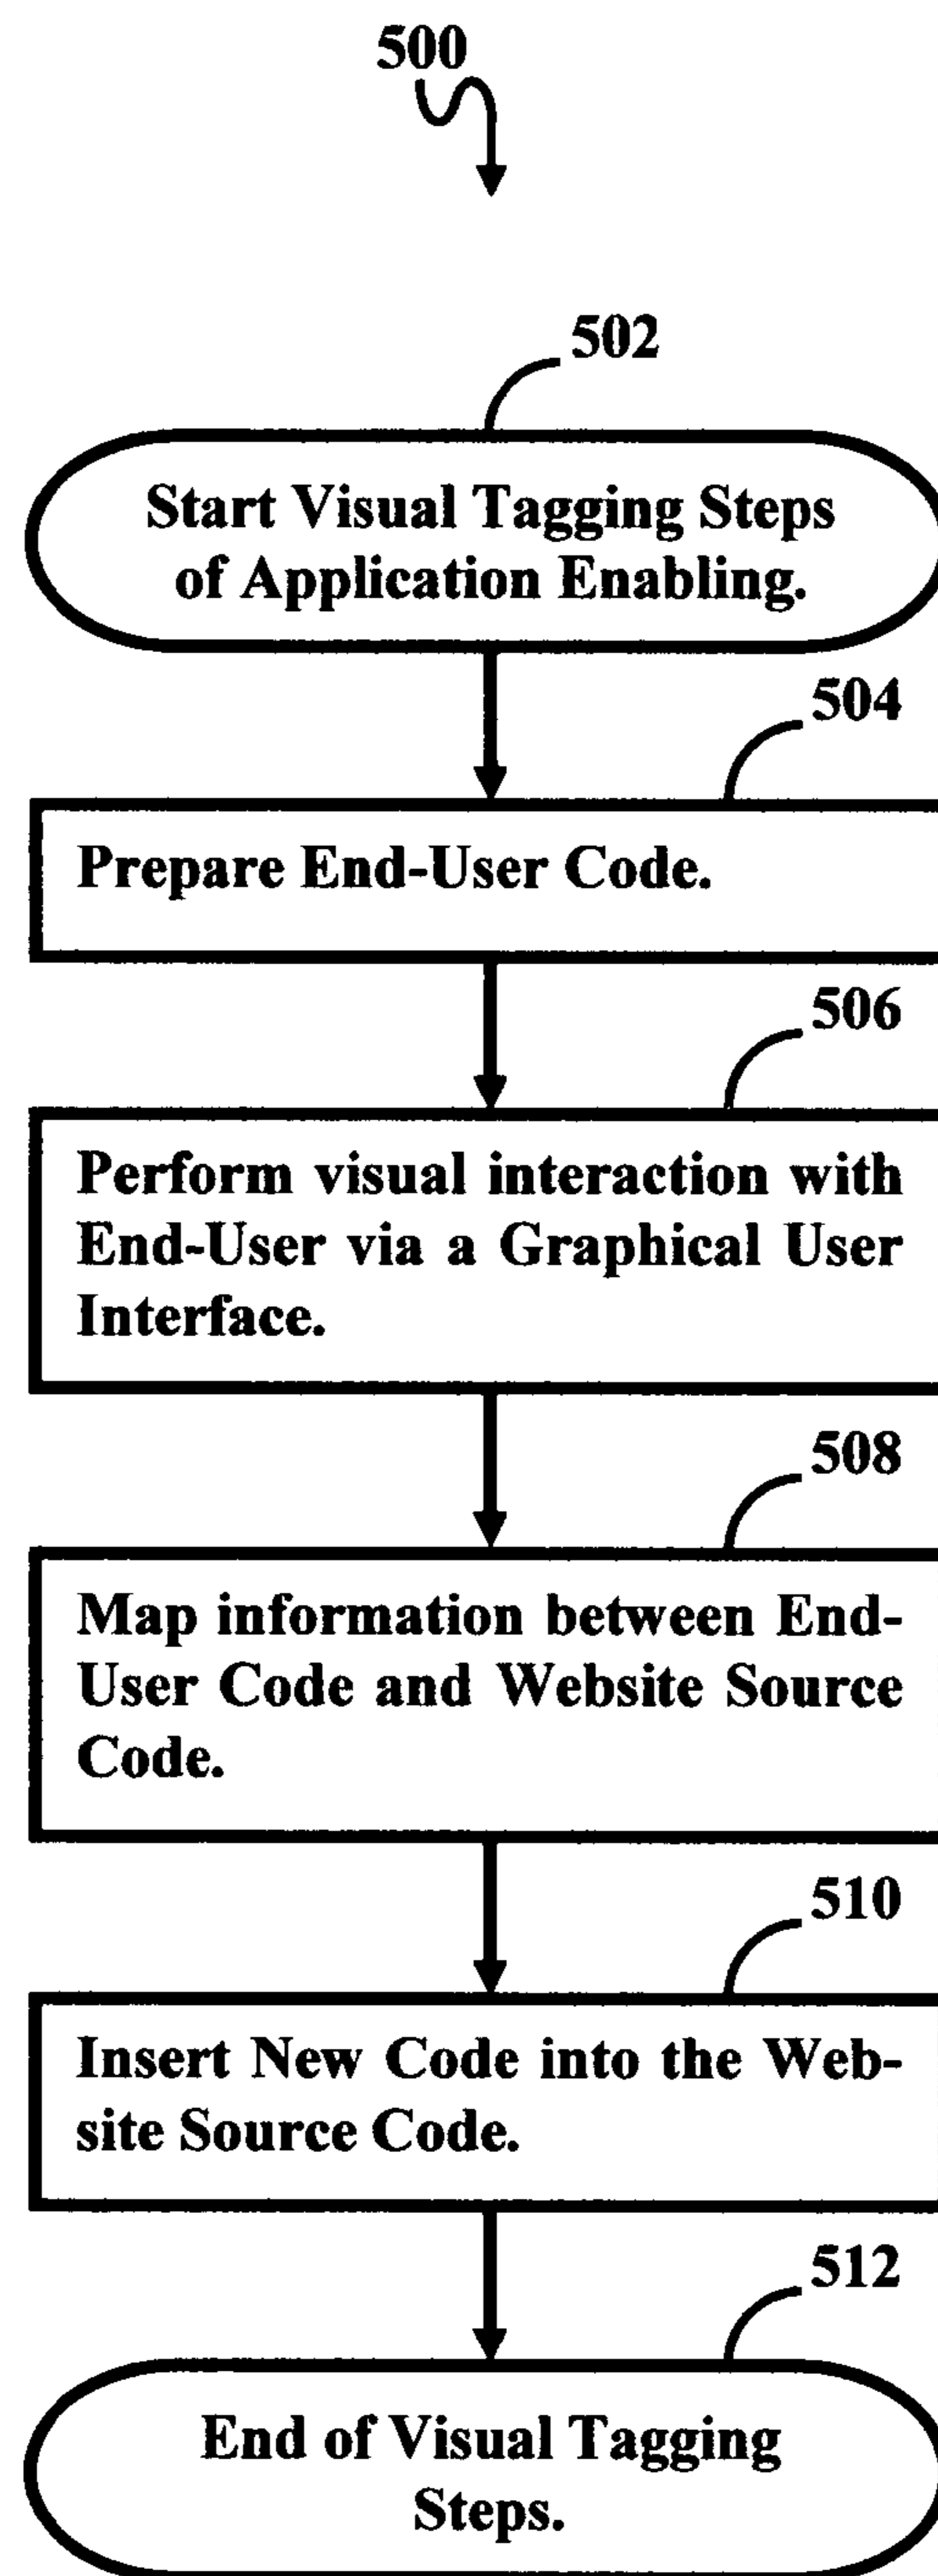 500
502
Start Visual Tagging Steps
of Application Enabling.
504
Prepare End-User Code.
506
Perform visual interaction with
End-User via a Graphical User
Interface.
508
Map information between End-
User Code and Website Source
Code.
510
Insert New Code into the Web-
site Source Code.
512
End of Visual Tagging
Steps.